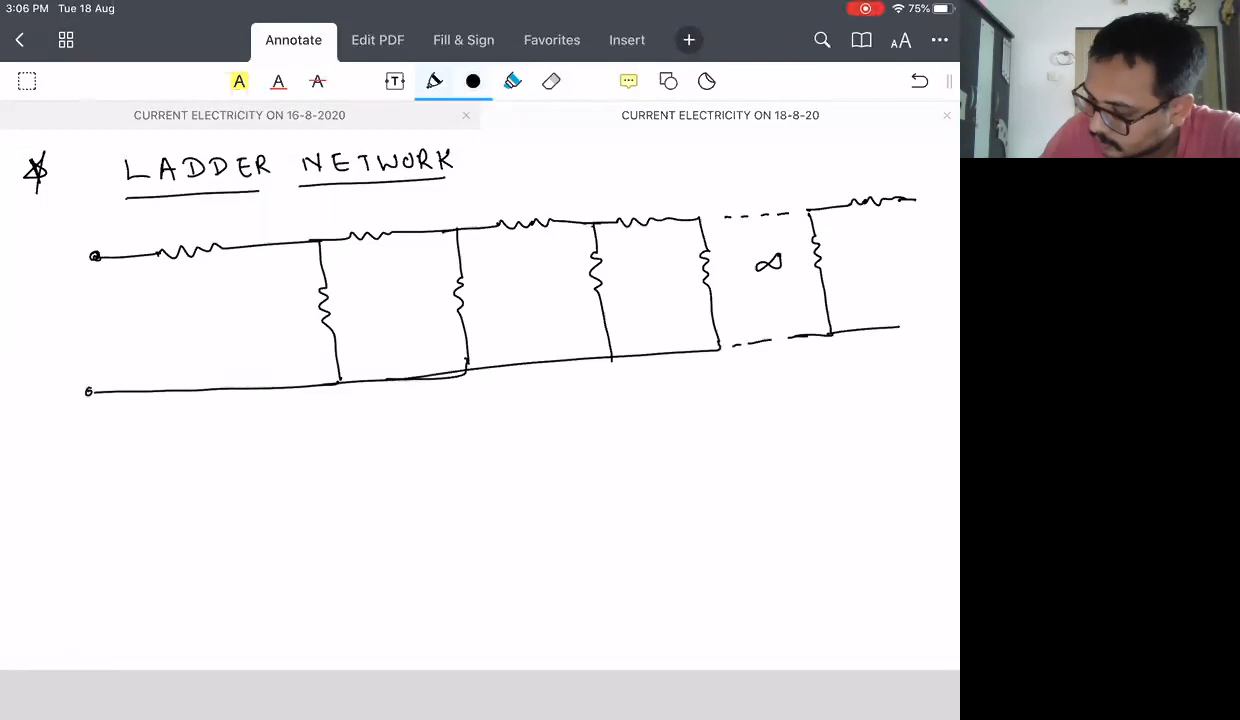 3:06 PM Tue 18 Aug
75%
Annotate Edit PDF Fill & Sign Favorites Insert
AA
A A A T
CURRENT ELECTRICITY ON 16-8-2020
CURRENT ELECTRICITY ON 18-8-20
LADDER NETWORK
∞